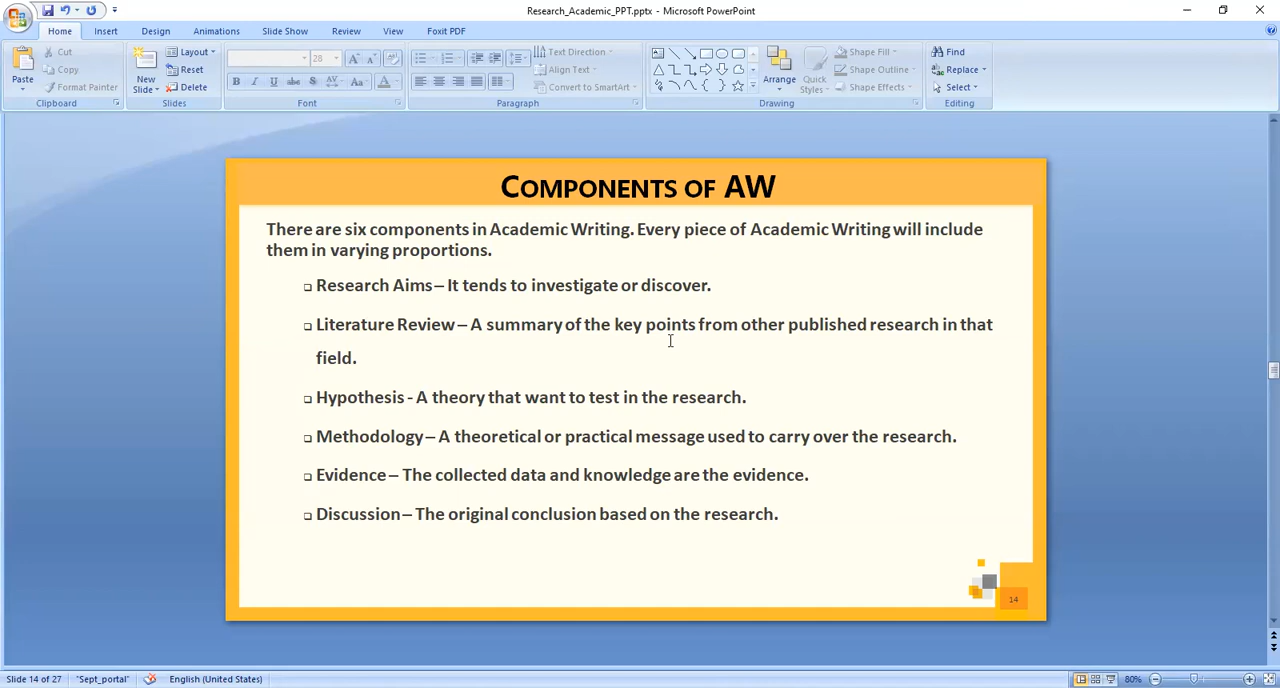 Research_Academic_PPT.pptx - Microsoft PowerPoint
Home Insert Design Animations Slide Show Review View Foxit PDF
Paste
Cut
Copy
Format Painter
Clipboard
New
Slide
Layout
Reset
Delete
Slides
28
B I U abc S AV Aa A
Font
Text Direction
Align Text
Convert to SmartArt
Paragraph
Arrange
Quick
Styles
Shape Fill
Shape Outline
Shape Effects
Drawing
Find
Replace
Select
Editing
COMPONENTS OF AW
There are six components in Academic Writing. Every piece of Academic Writing will include
them in varying proportions.
Research Aims – It tends to investigate or discover.
Literature Review – A summary of the key points from other published research in that
field.
Hypothesis - A theory that want to test in the research.
Methodology – A theoretical or practical message used to carry over the research.
Evidence – The collected data and knowledge are the evidence.
Discussion – The original conclusion based on the research.
14
Slide 14 of 27 "Sept_portal" English (United States) 80%